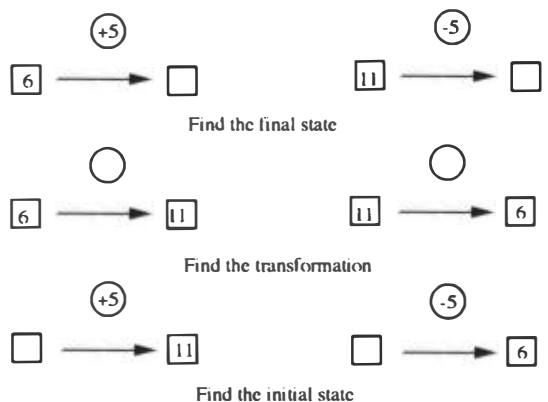 +5 -5
6 11
Find the final state
6 11 11 6
Find the transformation
+5 -5
11 6
Find the initial state